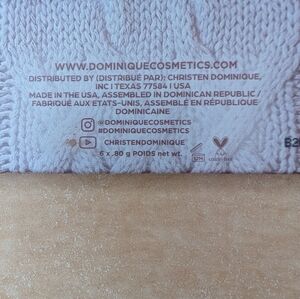 WWW.DOMINIQUECOSMETICS.COM
DISTRIBUTED BY (DISTRIBUÉ PAR): CHRISTEN DOMINIQUE,
INC | TEXAS 77584 | USA
MADE IN THE USA, ASSEMBLED IN DOMINICAN REPUBLIC /
FABRIQUÉ AUX ETATS-UNIS, ASSEMBLÉ EN RÉPUBLIQUE
DOMINICAINE
@DOMINIQUECOSMETICS
#DOMINIQUECOSMETICS
CHRISTENDOMINIQUE
6 x .80 g POIDS net wt.
12M